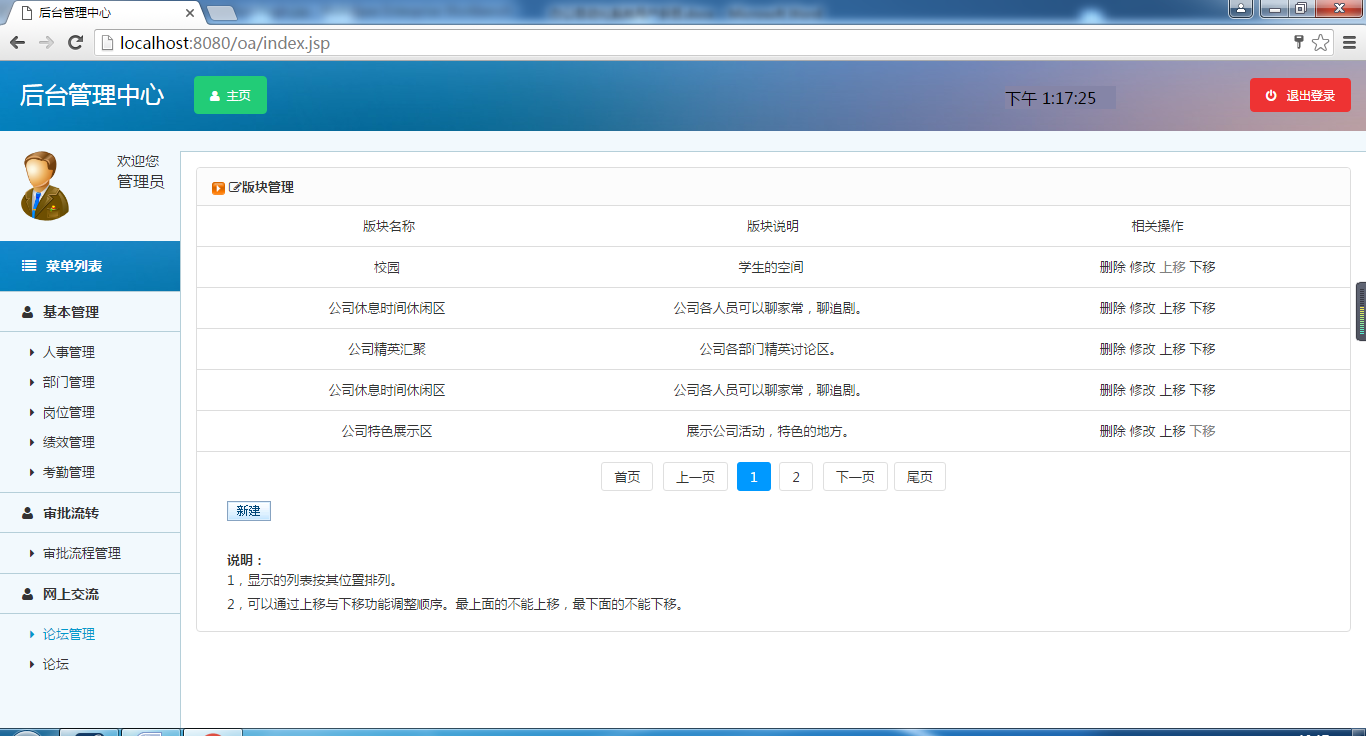 后台管理中心
localhost:8080/oa/index.jsp
后台管理中心
主页
下午 1:17:25
退出登录
欢迎您
管理员
菜单列表
基本管理
人事管理
部门管理
岗位管理
绩效管理
考勤管理
审批流转
审批流程管理
网上交流
论坛管理
论坛
版块管理
版块名称 版块说明 相关操作
校园 学生的空间 删除 修改 上移 下移
公司休息时间休闲区 公司各人员可以聊家常，聊追剧。 删除 修改 上移 下移
公司精英汇聚 公司各部门精英讨论区。 删除 修改 上移 下移
公司休息时间休闲区 公司各人员可以聊家常，聊追剧。 删除 修改 上移 下移
公司特色展示区 展示公司活动，特色的地方。 删除 修改 上移 下移
首页 上一页 1 2 下一页 尾页
新建
说明：
1，显示的列表按其位置排列。
2，可以通过上移与下移功能调整顺序。最上面的不能上移，最下面的不能下移。